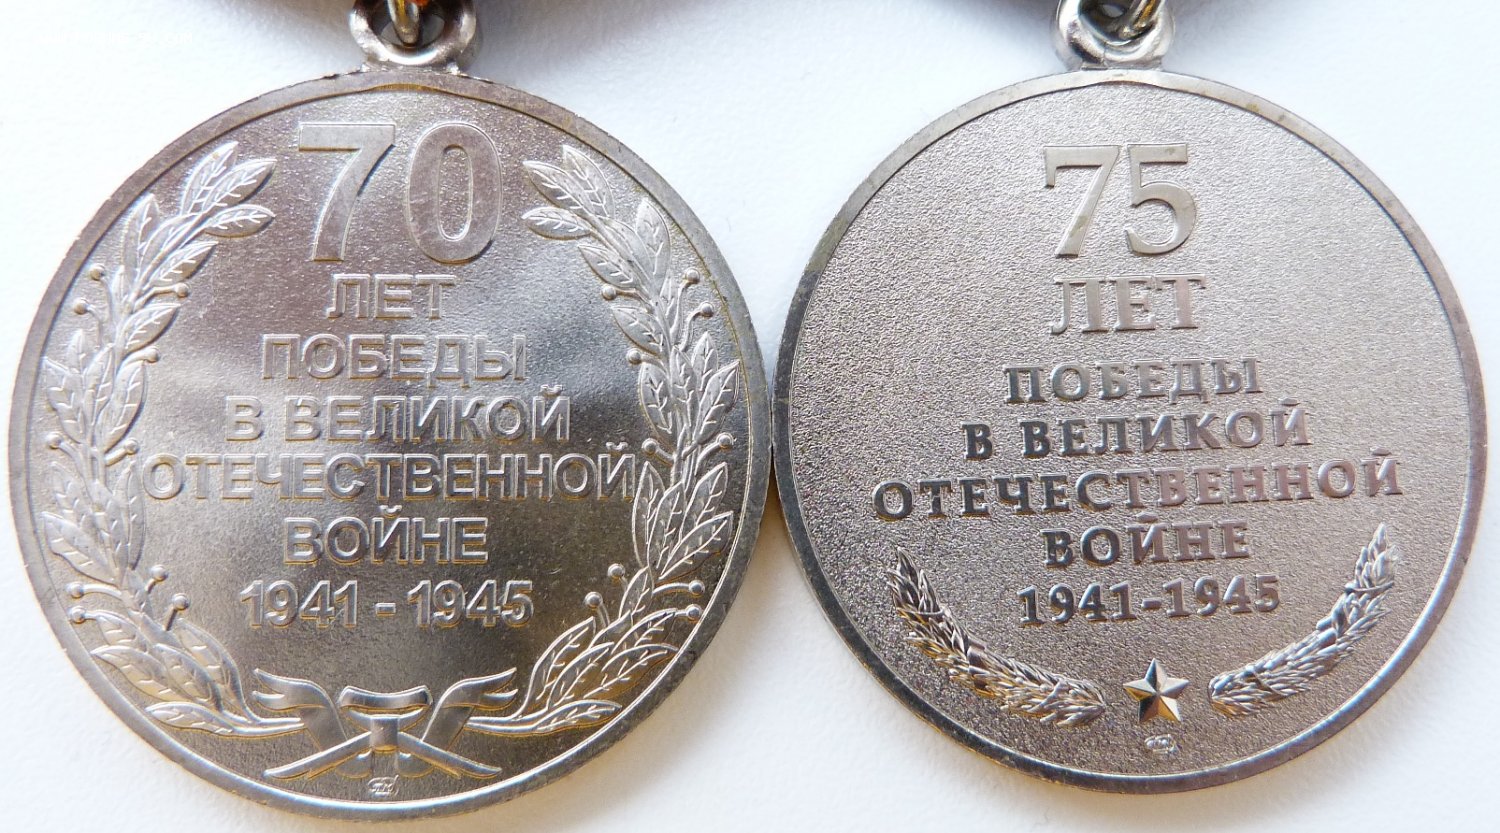 70
ЛЕТ
ПОБЕДЫ
В ВЕЛИКОЙ
ОТЕЧЕСТВЕННОЙ
ВОЙНЕ
1941 - 1945
75
ЛЕТ
ПОБЕДЫ
В ВЕЛИКОЙ
ОТЕЧЕСТВЕННОЙ
ВОЙНЕ
1941-1945